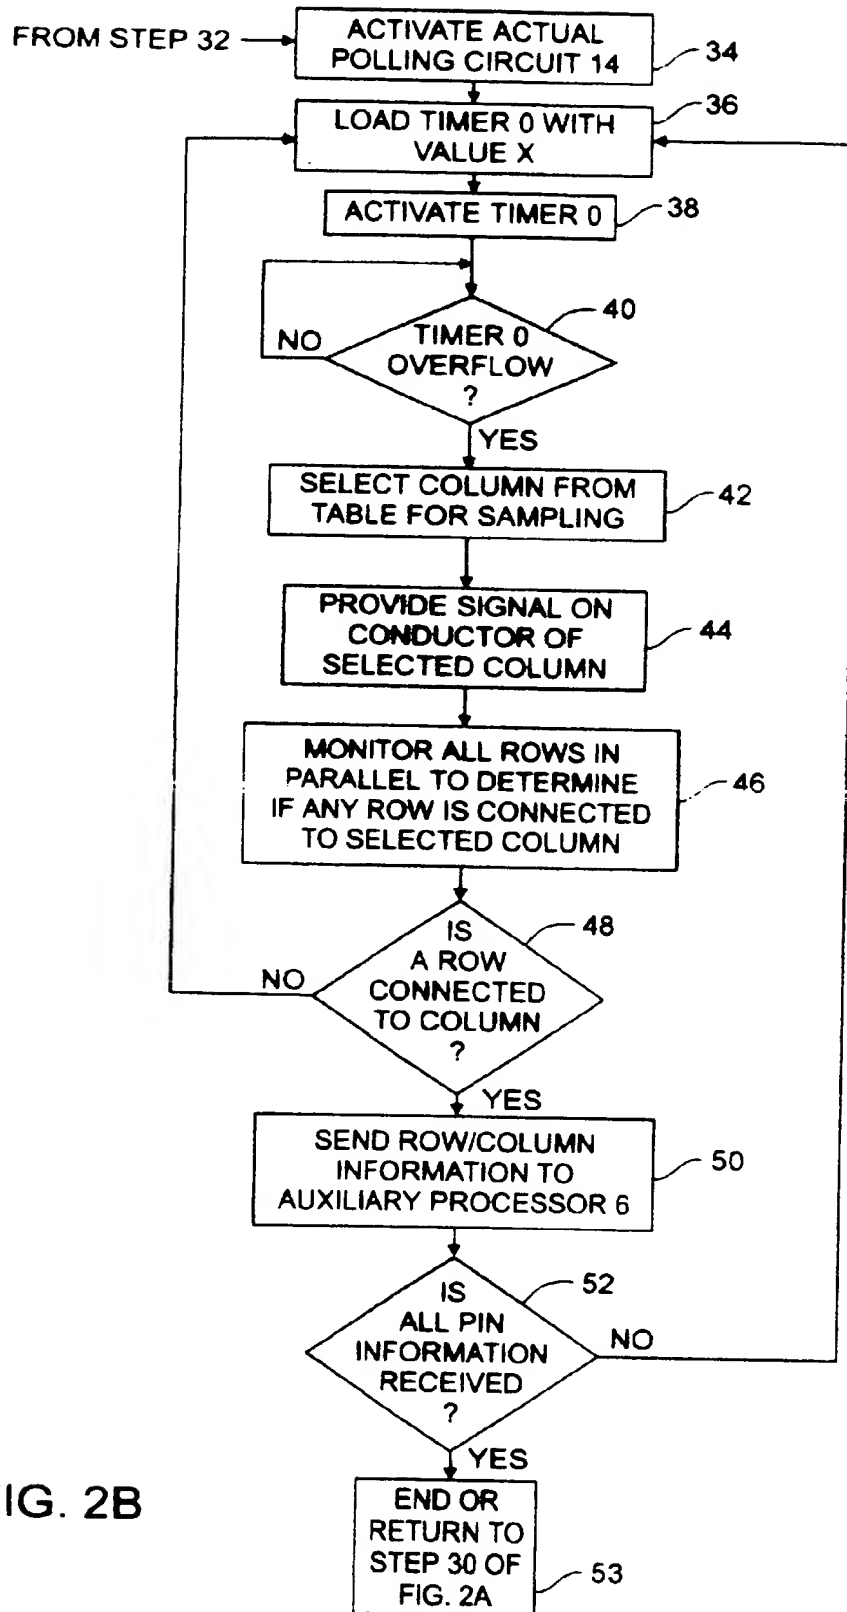 FROM STEP 32
ACTIVATE ACTUAL
POLLING CIRCUIT 14
34
LOAD TIMER 0 WITH
VALUE X
36
ACTIVATE TIMER 0
38
TIMER 0
OVERFLOW
?
40
NO
YES
SELECT COLUMN FROM
TABLE FOR SAMPLING
42
PROVIDE SIGNAL ON
CONDUCTOR OF
SELECTED COLUMN
44
MONITOR ALL ROWS IN
PARALLEL TO DETERMINE
IF ANY ROW IS CONNECTED
TO SELECTED COLUMN
46
IS
A ROW
CONNECTED
TO COLUMN
?
48
NO
YES
SEND ROW/COLUMN
INFORMATION TO
AUXILIARY PROCESSOR 6
50
IS
ALL PIN
INFORMATION
RECEIVED
?
52
NO
YES
END OR
RETURN TO
STEP 30 OF
FIG. 2A
53
IG. 2B